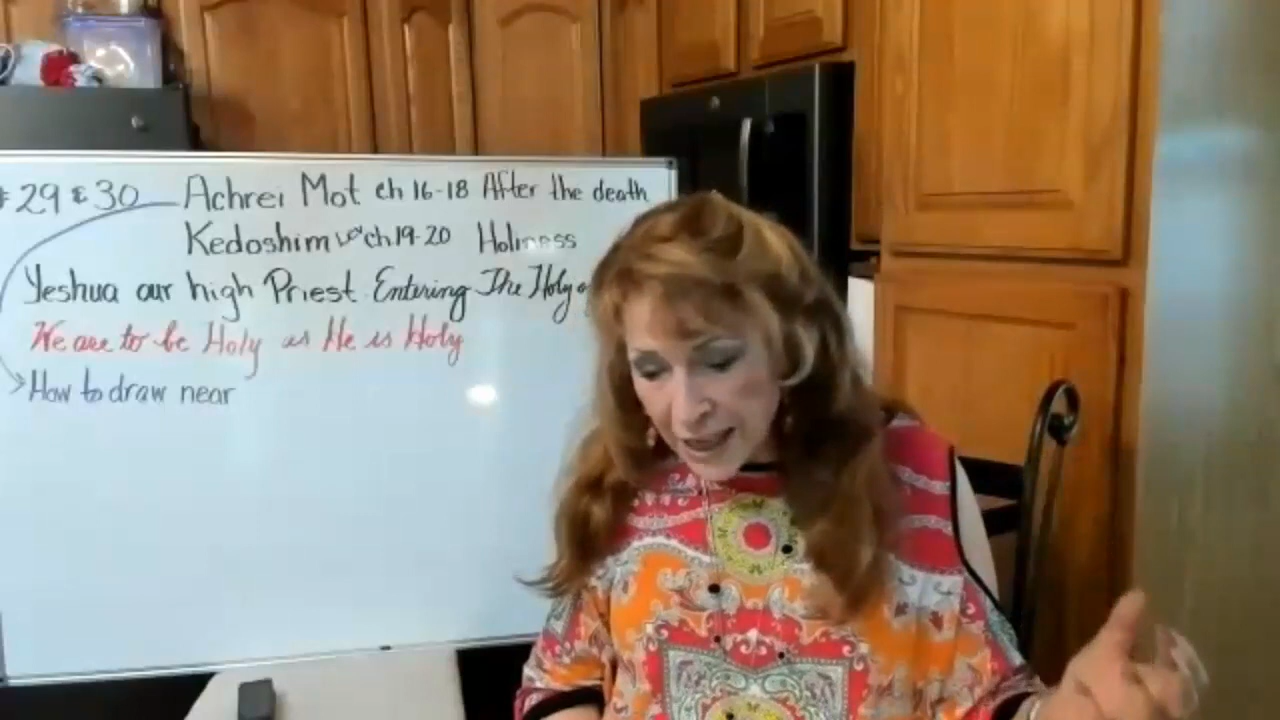 #29 & 30 Achrei Mot ch 16-18 After the death
Kedoshim ch 19-20 Holiness
Yeshua our high Priest. Entering The Holy
We are to be Holy as He is Holy
How to draw near